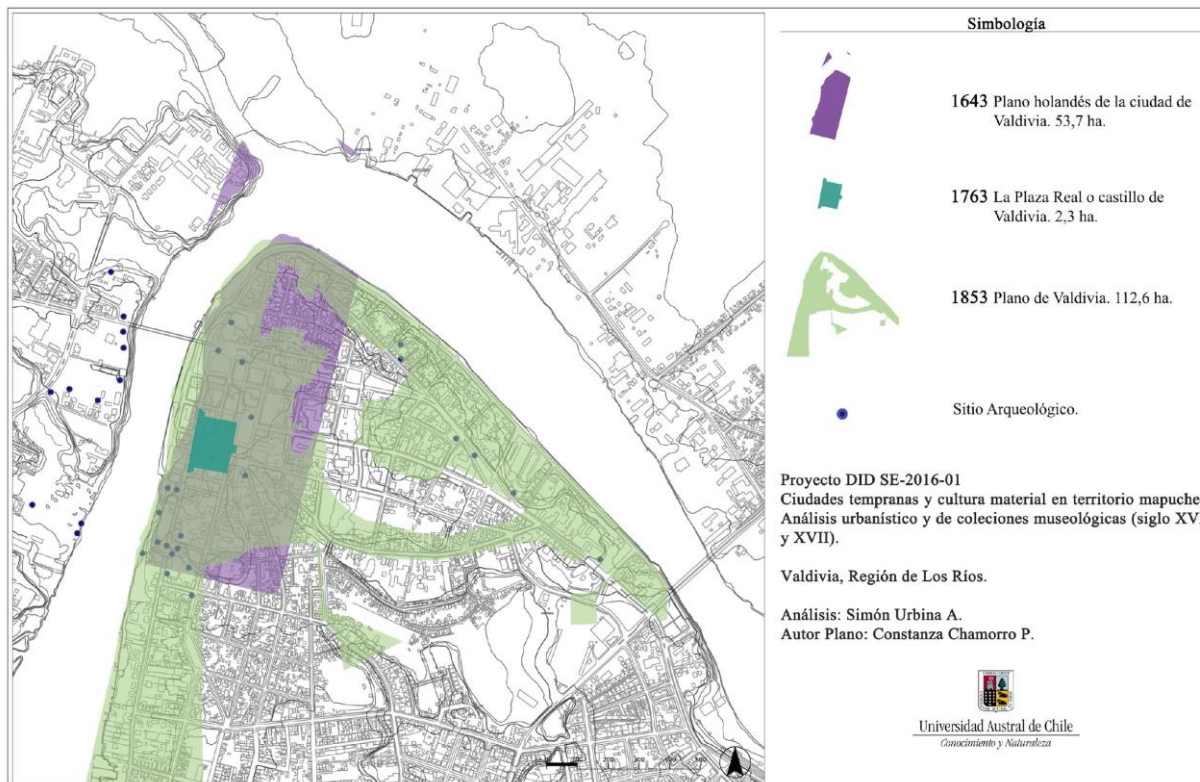 Simbología
1643 Plano holandés de la ciudad de
Valdivia. 53,7 ha.
1763 La Plaza Real o castillo de
Valdivia. 2,3 ha.
1853 Plano de Valdivia. 112,6 ha.
Sitio Arqueológico.
Proyecto DID SE-2016-01
Ciudades tempranas y cultura material en territorio mapuche
Análisis urbanístico y de coleciones museológicas (siglo XV
y XVII).
Valdivia, Región de Los Ríos.
Análisis: Simón Urbina A.
Autor Plano: Constanza Chamorro P.
Universidad Austral de Chile
Conocimiento y Naturaleza